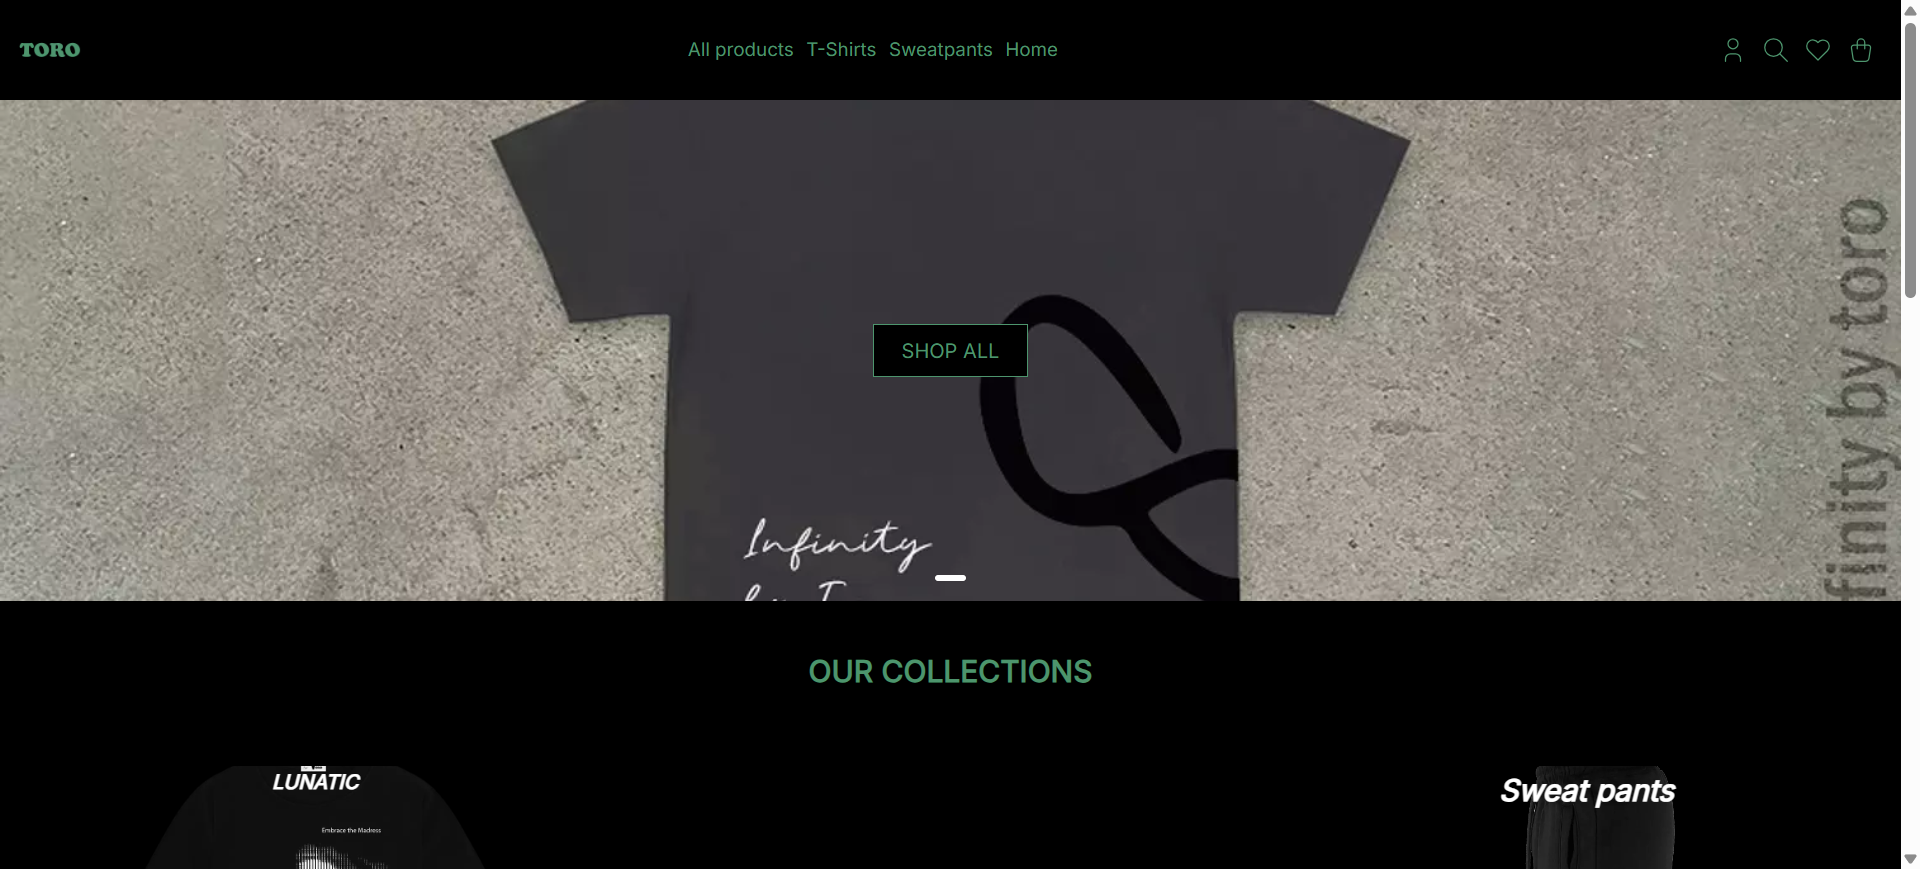 TORO
All products T-Shirts Sweatpants Home
SHOP ALL
Infinity
finity by toro
OUR COLLECTIONS
LUNATIC
Embrace the Madness
Sweat pants